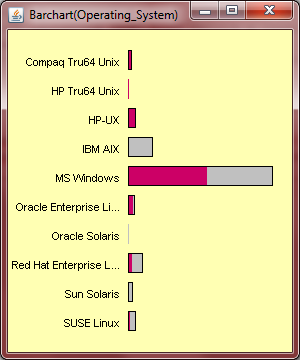 Barchart(Operating_System)
Compaq Tru64 Unix
HP Tru64 Unix
HP-UX
IBM AIX
MS Windows
Oracle Enterprise Li...
Oracle Solaris
Red Hat Enterprise L...
Sun Solaris
SUSE Linux